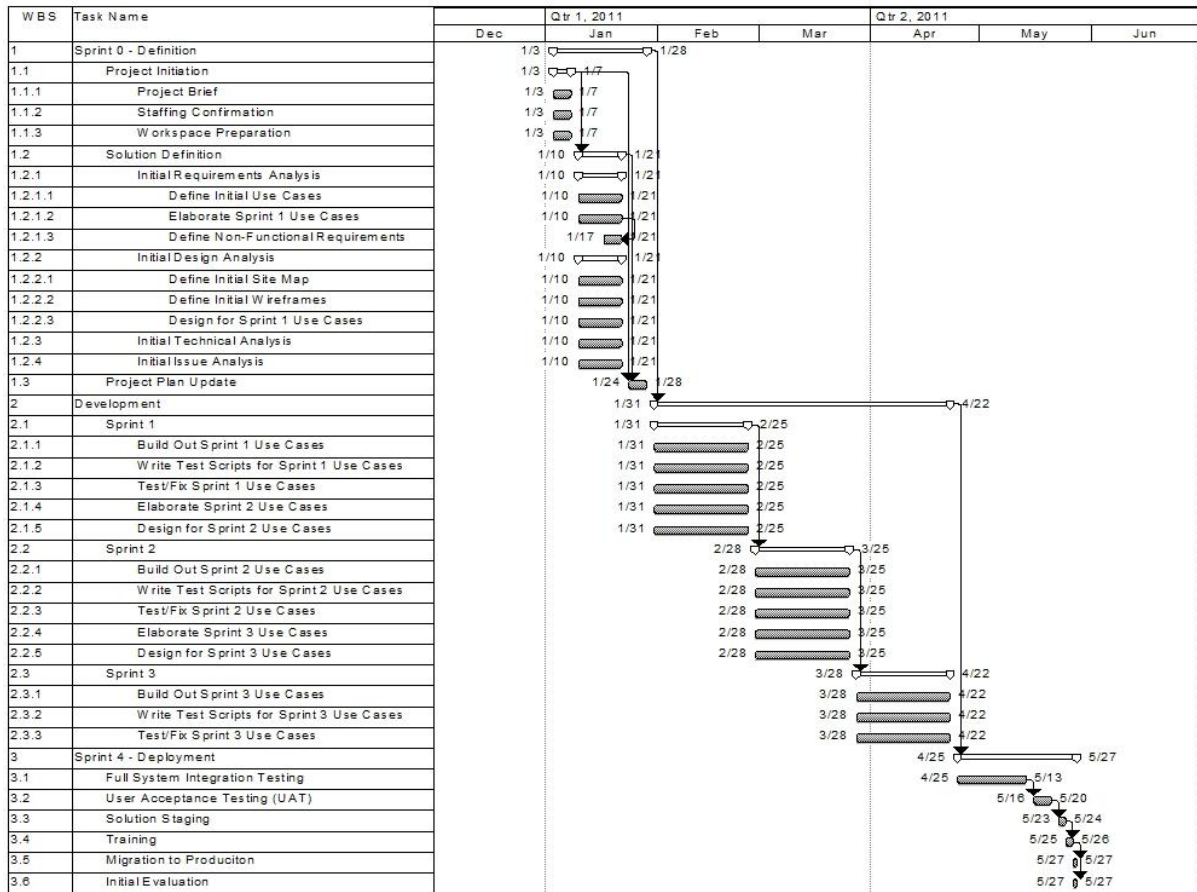 WBS Task Name Qtr 1, 2011 Qtr 2, 2011
Dec Jan Feb Mar Apr May Jun
1 Sprint 0 - Definition 1/3 1/28
1.1 Project Initiation 1/3 1/7
1.1.1 Project Brief 1/3 1/7
1.1.2 Staffing Confirmation 1/3 1/7
1.1.3 Workspace Preparation 1/3 1/7
1.2 Solution Definition 1/10 1/21
1.2.1 Initial Requirements Analysis 1/10 1/21
1.2.1.1 Define Initial Use Cases 1/10 1/21
1.2.1.2 Elaborate Sprint 1 Use Cases 1/10 1/21
1.2.1.3 Define Non-Functional Requirements 1/17 1/21
1.2.2 Initial Design Analysis 1/10 1/21
1.2.2.1 Define Initial Site Map 1/10 1/21
1.2.2.2 Define Initial Wireframes 1/10 1/21
1.2.2.3 Design for Sprint 1 Use Cases 1/10 1/21
1.2.3 Initial Technical Analysis 1/10 1/21
1.2.4 Initial Issue Analysis 1/10 1/21
1.3 Project Plan Update 1/24 1/28
2 Development 1/31 4/22
2.1 Sprint 1 1/31 2/25
2.1.1 Build Out Sprint 1 Use Cases 1/31 2/25
2.1.2 Write Test Scripts for Sprint 1 Use Cases 1/31 2/25
2.1.3 Test/Fix Sprint 1 Use Cases 1/31 2/25
2.1.4 Elaborate Sprint 2 Use Cases 1/31 2/25
2.1.5 Design for Sprint 2 Use Cases 1/31 2/25
2.2 Sprint 2 2/28 3/25
2.2.1 Build Out Sprint 2 Use Cases 2/28 3/25
2.2.2 Write Test Scripts for Sprint 2 Use Cases 2/28 3/25
2.2.3 Test/Fix Sprint 2 Use Cases 2/28 3/25
2.2.4 Elaborate Sprint 3 Use Cases 2/28 3/25
2.2.5 Design for Sprint 3 Use Cases 2/28 3/25
2.3 Sprint 3 3/28 4/22
2.3.1 Build Out Sprint 3 Use Cases 3/28 4/22
2.3.2 Write Test Scripts for Sprint 3 Use Cases 3/28 4/22
2.3.3 Test/Fix Sprint 3 Use Cases 3/28 4/22
3 Sprint 4 - Deployment 4/25 5/27
3.1 Full System Integration Testing 4/25 5/13
3.2 User Acceptance Testing (UAT) 5/16 5/20
3.3 Solution Staging 5/23 5/24
3.4 Training 5/25 5/26
3.5 Migration to Produciton 5/27 5/27
3.6 Initial Evaluation 5/27 5/27